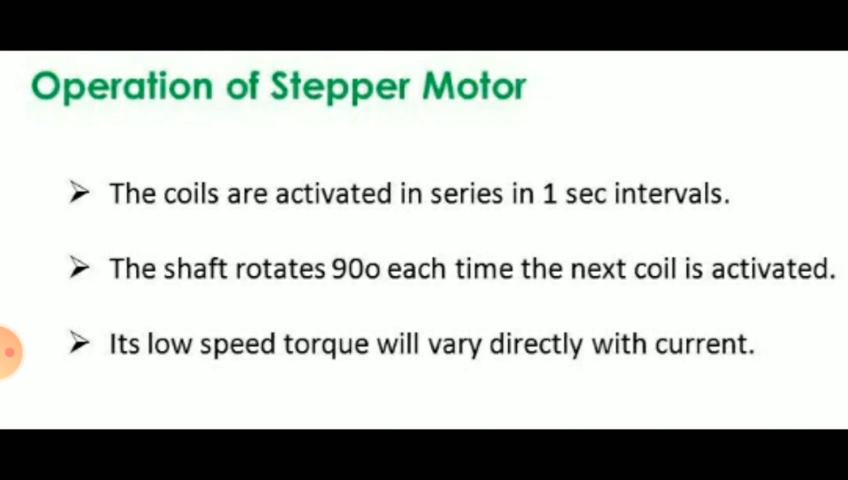 Operation of Stepper Motor
➢ The coils are activated in series in 1 sec intervals.
➢ The shaft rotates 90o each time the next coil is activated.
➢ Its low speed torque will vary directly with current.